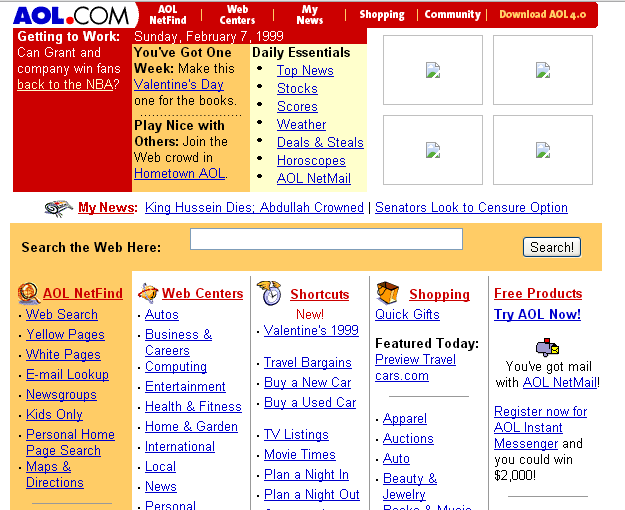 AOL.COM
AOL NetFind
Web Centers
My News
Shopping
Community
Download AOL 4.0
Getting to Work:
Can Grant and
company win fans
back to the NBA?
Sunday, February 7, 1999
You've Got One
Week: Make this
Valentine's Day
one for the books.
Play Nice with
Others: Join the
Web crowd in
Hometown AOL.
Daily Essentials
• Top News
• Stocks
• Scores
• Weather
• Deals & Steals
• Horoscopes
• AOL NetMail
My News: King Hussein Dies; Abdullah Crowned | Senators Look to Censure Option
Search the Web Here:
Search!
AOL NetFind
· Web Search
· Yellow Pages
· White Pages
· E-mail Lookup
· Newsgroups
· Kids Only
· Personal Home
Page Search
· Maps &
Directions
Web Centers
· Autos
· Business &
Careers
· Computing
· Entertainment
· Health & Fitness
· Home & Garden
· International
· Local
· News
· Personal
Shortcuts
New!
· Valentine's 1999
· Travel Bargains
· Buy a New Car
· Buy a Used Car
· TV Listings
· Movie Times
· Plan a Night In
· Plan a Night Out
Shopping
Quick Gifts
Featured Today:
Preview Travel
cars.com
· Apparel
· Auctions
· Auto
· Beauty &
Jewelry
Books & Music
Free Products
Try AOL Now!
You've got mail
with AOL NetMail!
Register now for
AOL Instant
Messenger and
you could win
$2,000!